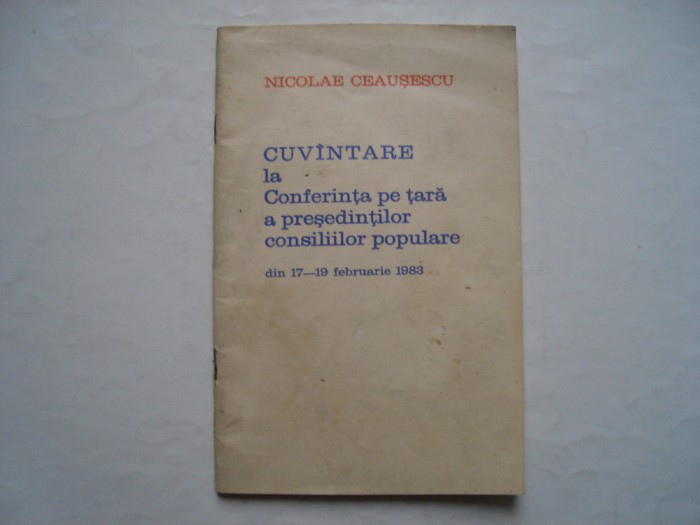 NICOLAE CEAUȘESCU
CUVÎNTARE
la
Conferința pe țară
a președinților
consiliilor populare
din 17—19 februarie 1983